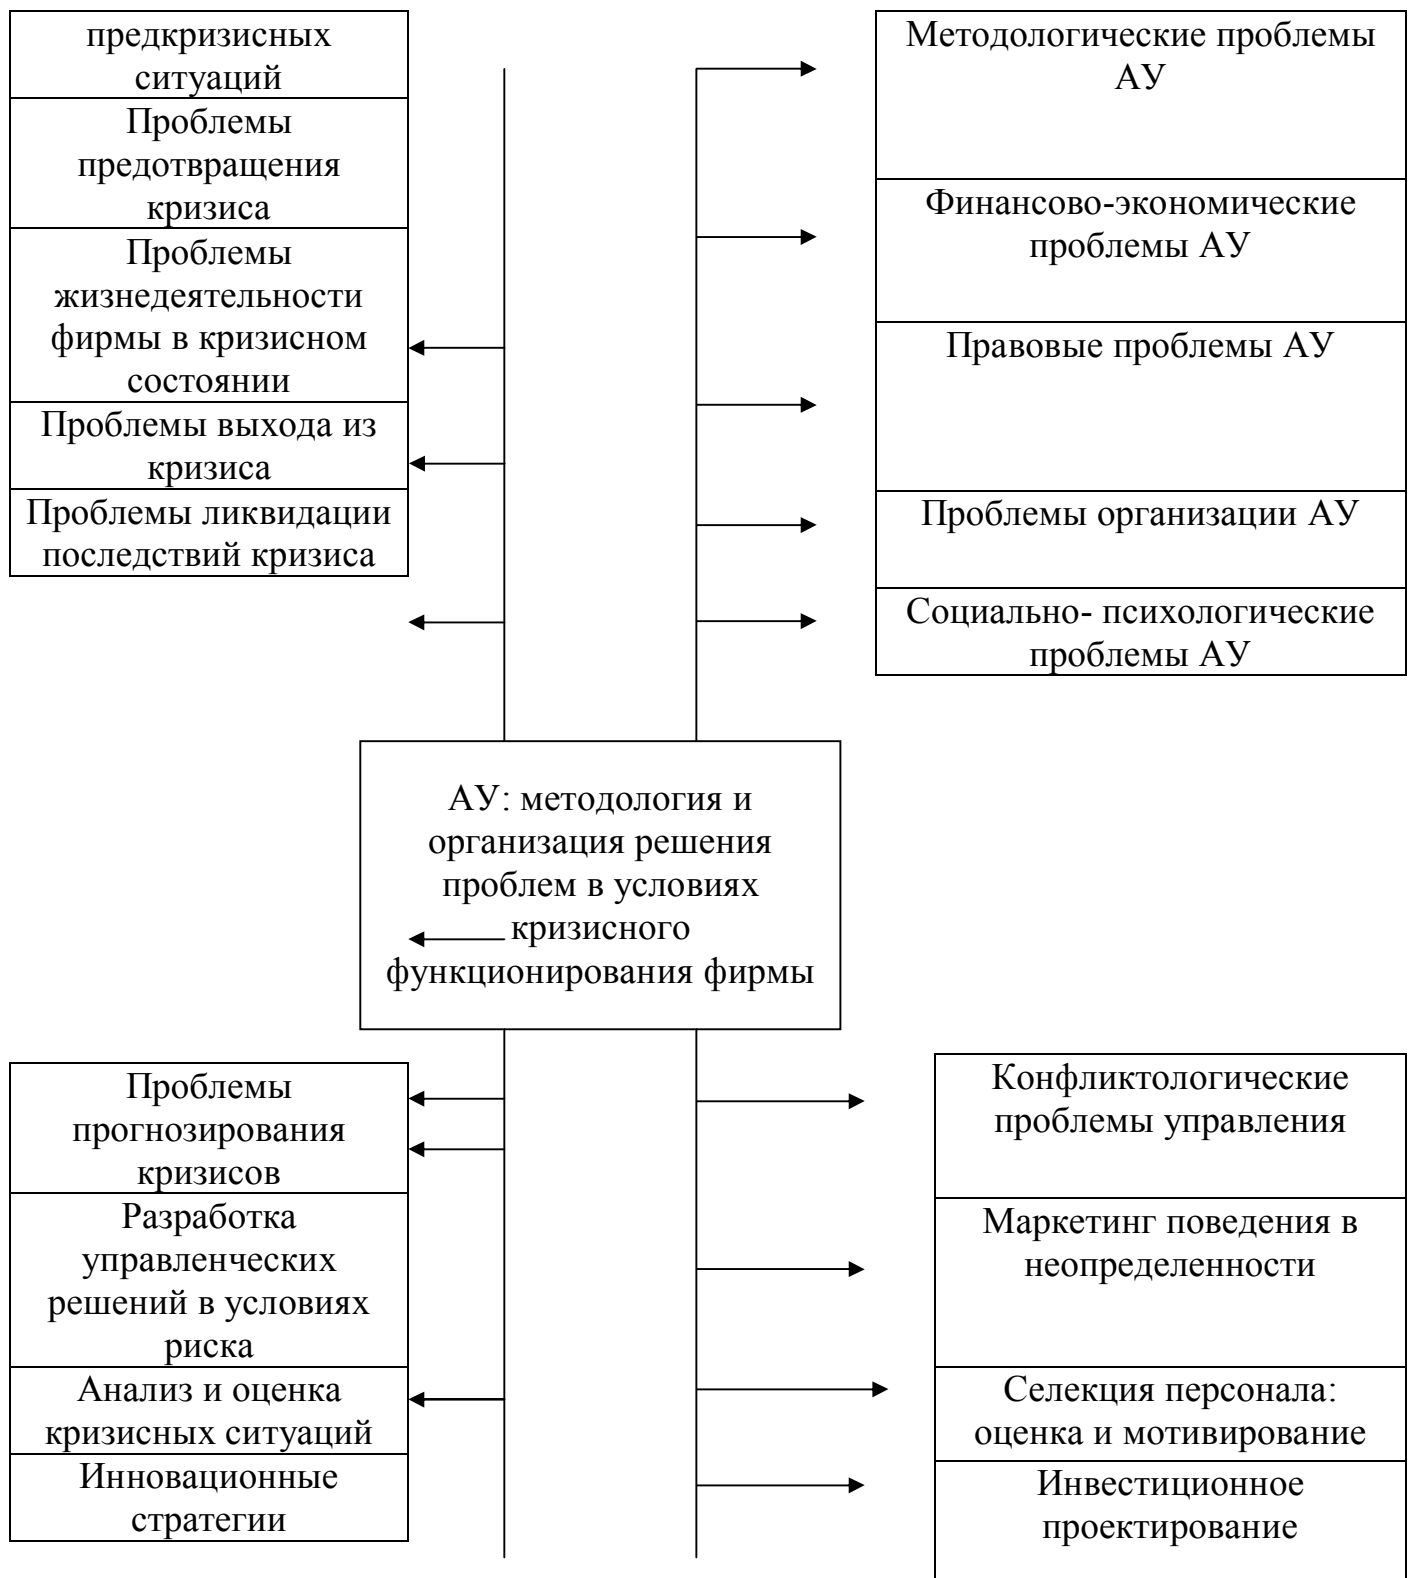 предкризисных
ситуаций
Проблемы
предотвращения
кризиса
Проблемы
жизнедеятельности
фирмы в кризисном
состоянии
Проблемы выхода из
кризиса
Проблемы ликвидации
последствий кризиса
Методологические проблемы
АУ
Финансово-экономические
проблемы АУ
Правовые проблемы АУ
Проблемы организации АУ
Социально- психологические
проблемы АУ
АУ: методология и
организация решения
проблем в условиях
кризисного
функционирования фирмы
Проблемы
прогнозирования
кризисов
Разработка
управленческих
решений в условиях
риска
Анализ и оценка
кризисных ситуаций
Инновационные
стратегии
Конфликтологические
проблемы управления
Маркетинг поведения в
неопределенности
Селекция персонала:
оценка и мотивирование
Инвестиционное
проектирование